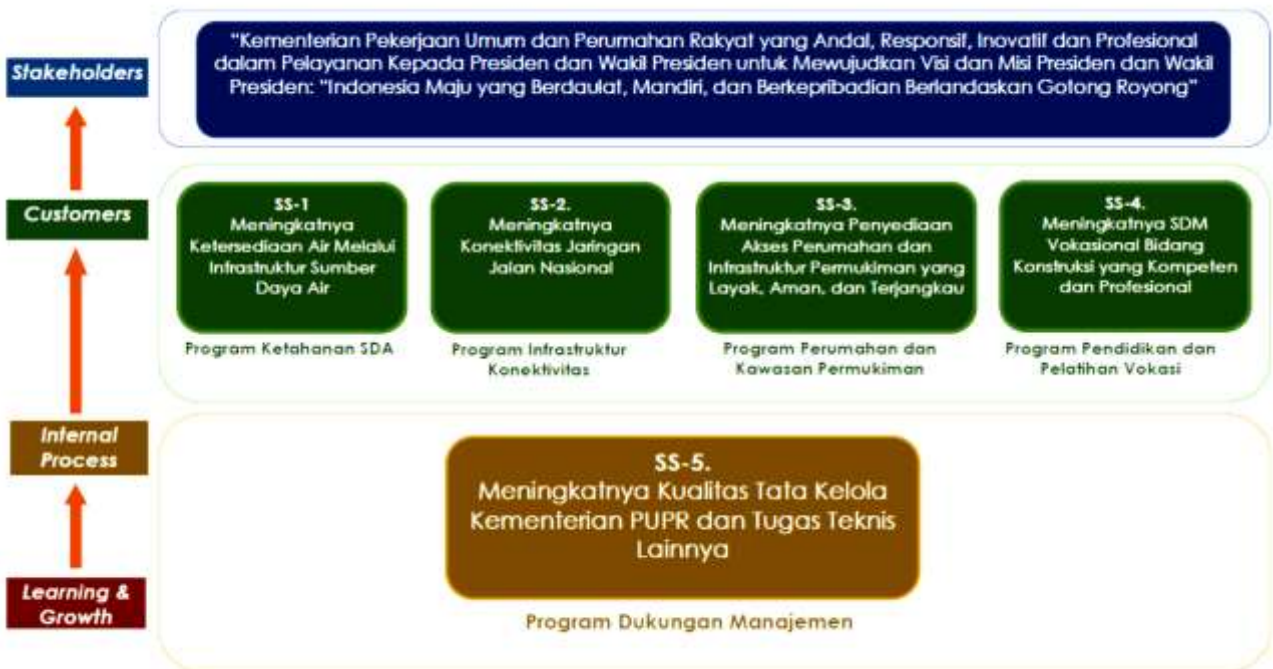 Stakeholders
"Kementerian Pekerjaan Umum dan Perumahan Rakyat yang Andal, Responsif, Inovatif dan Profesional
dalam Pelayanan Kepada Presiden dan Wakil Presiden untuk Mewujudkan Visi dan Misi Presiden dan Wakil
Presiden: "Indonesia Maju yang Berdaulat, Mandiri, dan Berkepribadian Berlandaskan Gotong Royong"
Customers
SS-1
Meningkatnya
Ketersediaan Air Melalui
Infrastruktur Sumber
Daya Air
Program Ketahanan SDA
SS-2.
Meningkatnya
Konektivitas Jaringan
Jalan Nasional
Program Infrastruktur
Konektivitas
SS-3.
Meningkatnya Penyediaan
Akses Perumahan dan
Infrastruktur Permukiman yang
Layak, Aman, dan Terjangkau
Program Perumahan dan
Kawasan Permukiman
SS-4.
Meningkatnya SDM
Vokasional Bidang
Konstruksi yang Kompeten
dan Profesional
Program Pendidikan dan
Pelatihan Vokasi
Internal
Process
SS-5.
Meningkatnya Kualitas Tata Kelola
Kementerian PUPR dan Tugas Teknis
Lainnya
Learning &
Growth
Program Dukungan Manajemen